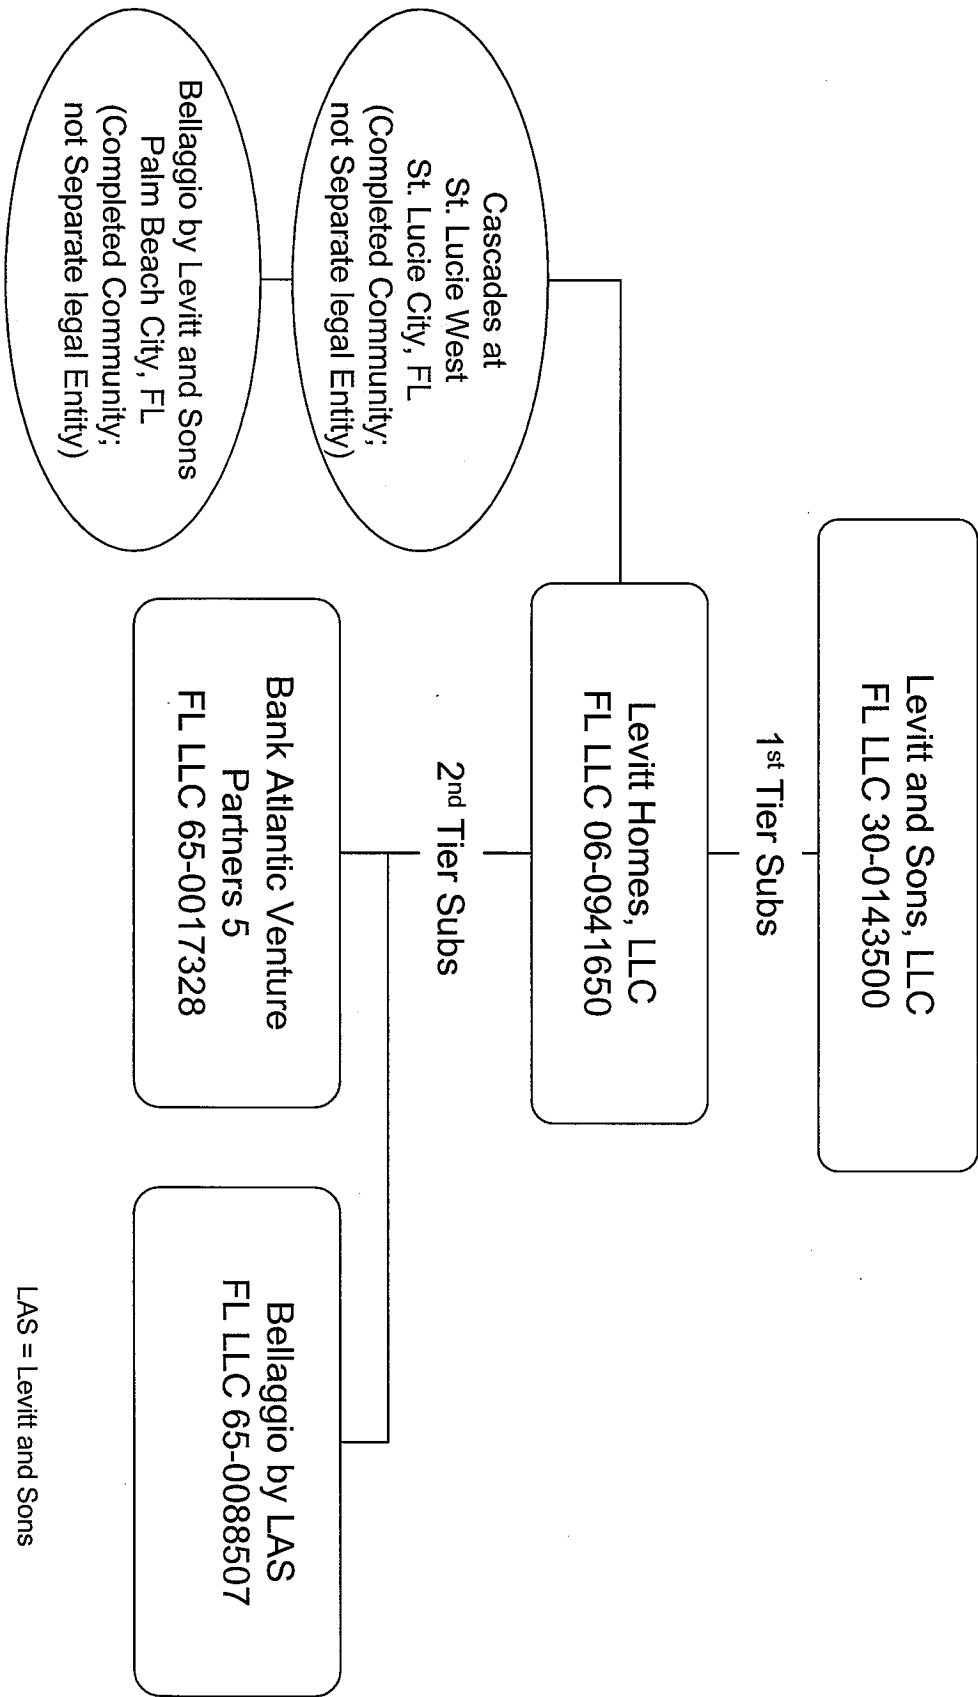 Levitt and Sons, LLC
FL LLC 30-0143500
1st Tier Subs
Levitt Homes, LLC
FL LLC 06-0941650
Cascades at
St. Lucie West
St. Lucie City, FL
(Completed Community;
not Separate legal Entity)
Bellaggio by Levitt and Sons
Palm Beach City, FL
(Completed Community;
not Separate legal Entity)
2nd Tier Subs
Bank Atlantic Venture
Partners 5
FL LLC 65-0017328
Bellaggio by LAS
FL LLC 65-0088507
LAS = Levitt and Sons